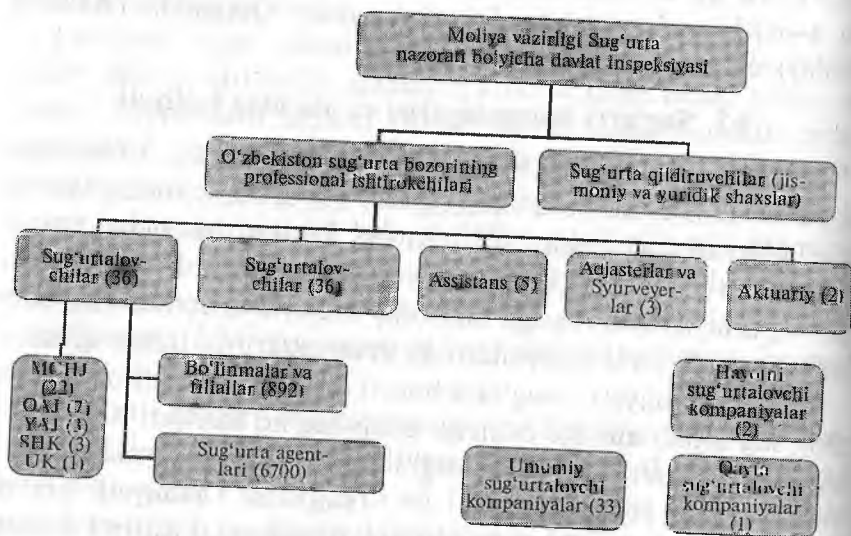 Moliya vazirligi Sug‘urta
nazorati bo‘yicha davlat inspeksiyasi
O‘zbekiston sug‘urta bozorining
professional ishtirokchilari
Sug‘urta qildiruvchilar (jis-
moniy va yuridik shaxslar)
Sug‘urtalov-
chilar (36)
Sug‘urtalov-
chilar (36)
Assistans (5)
Adjasterlar va
Syurveyer-
lar (3)
Aktuariy (2)
MCHJ
(22)
OAJ (7)
YAJ (3)
SHK (3)
UK (1)
Bo‘linmalar va
filiallar (892)
Sug‘urta agent-
lari (6700)
Hayotni
sug‘urtalovchi
kompaniyalar
(2)
Umumiy
sug‘urtalovchi
kompaniyalar (33)
Qayta
sug‘urtalovchi
kompaniyalar
(1)